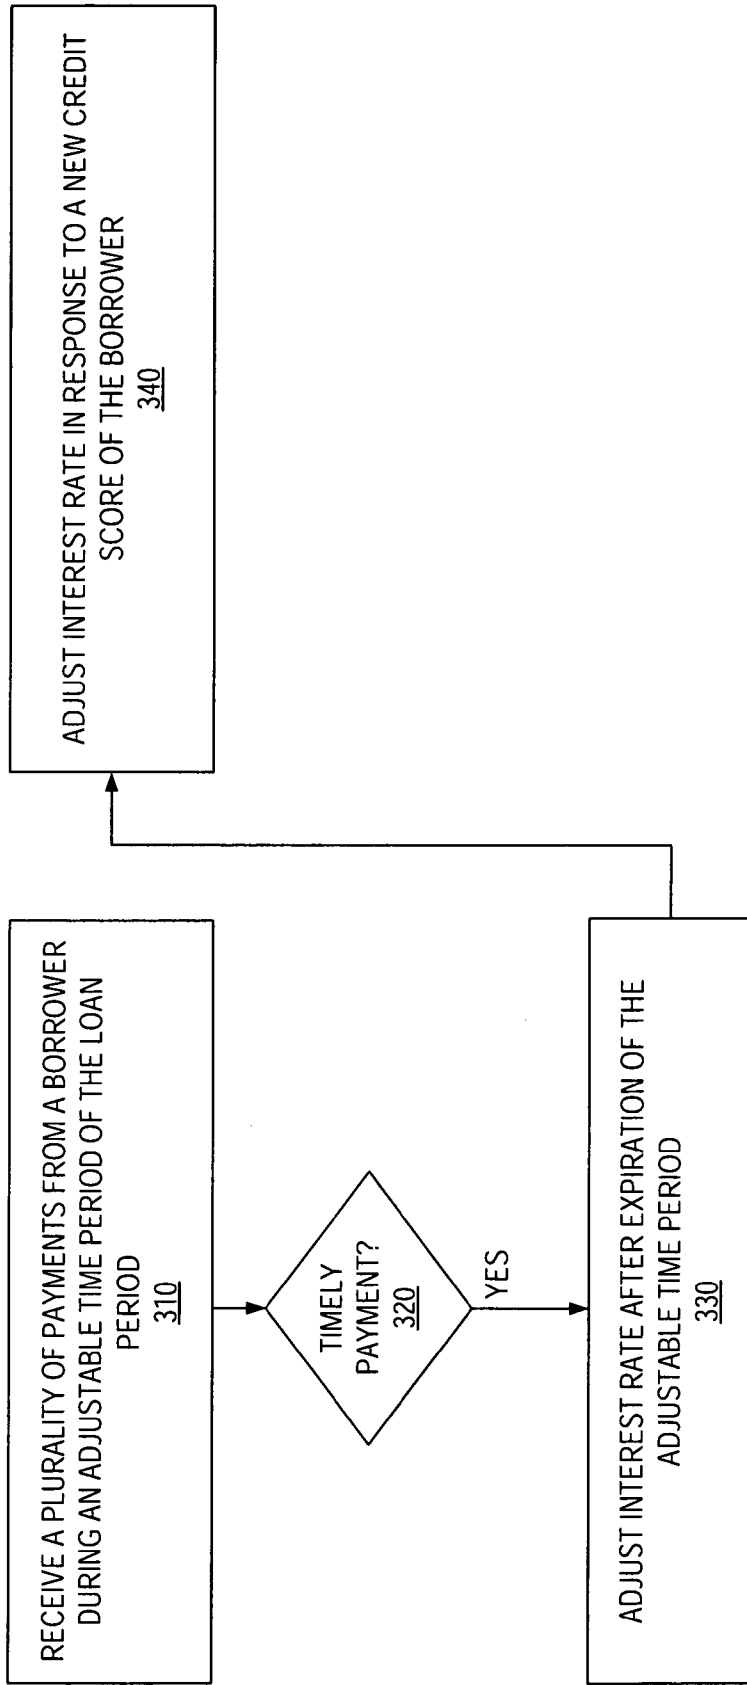 RECEIVE A PLURALITY OF PAYMENTS FROM A BORROWER
DURING AN ADJUSTABLE TIME PERIOD OF THE LOAN
PERIOD
310
TIMELY
PAYMENT?
320
YES
ADJUST INTEREST RATE AFTER EXPIRATION OF THE
ADJUSTABLE TIME PERIOD
330
ADJUST INTEREST RATE IN RESPONSE TO A NEW CREDIT
SCORE OF THE BORROWER
340